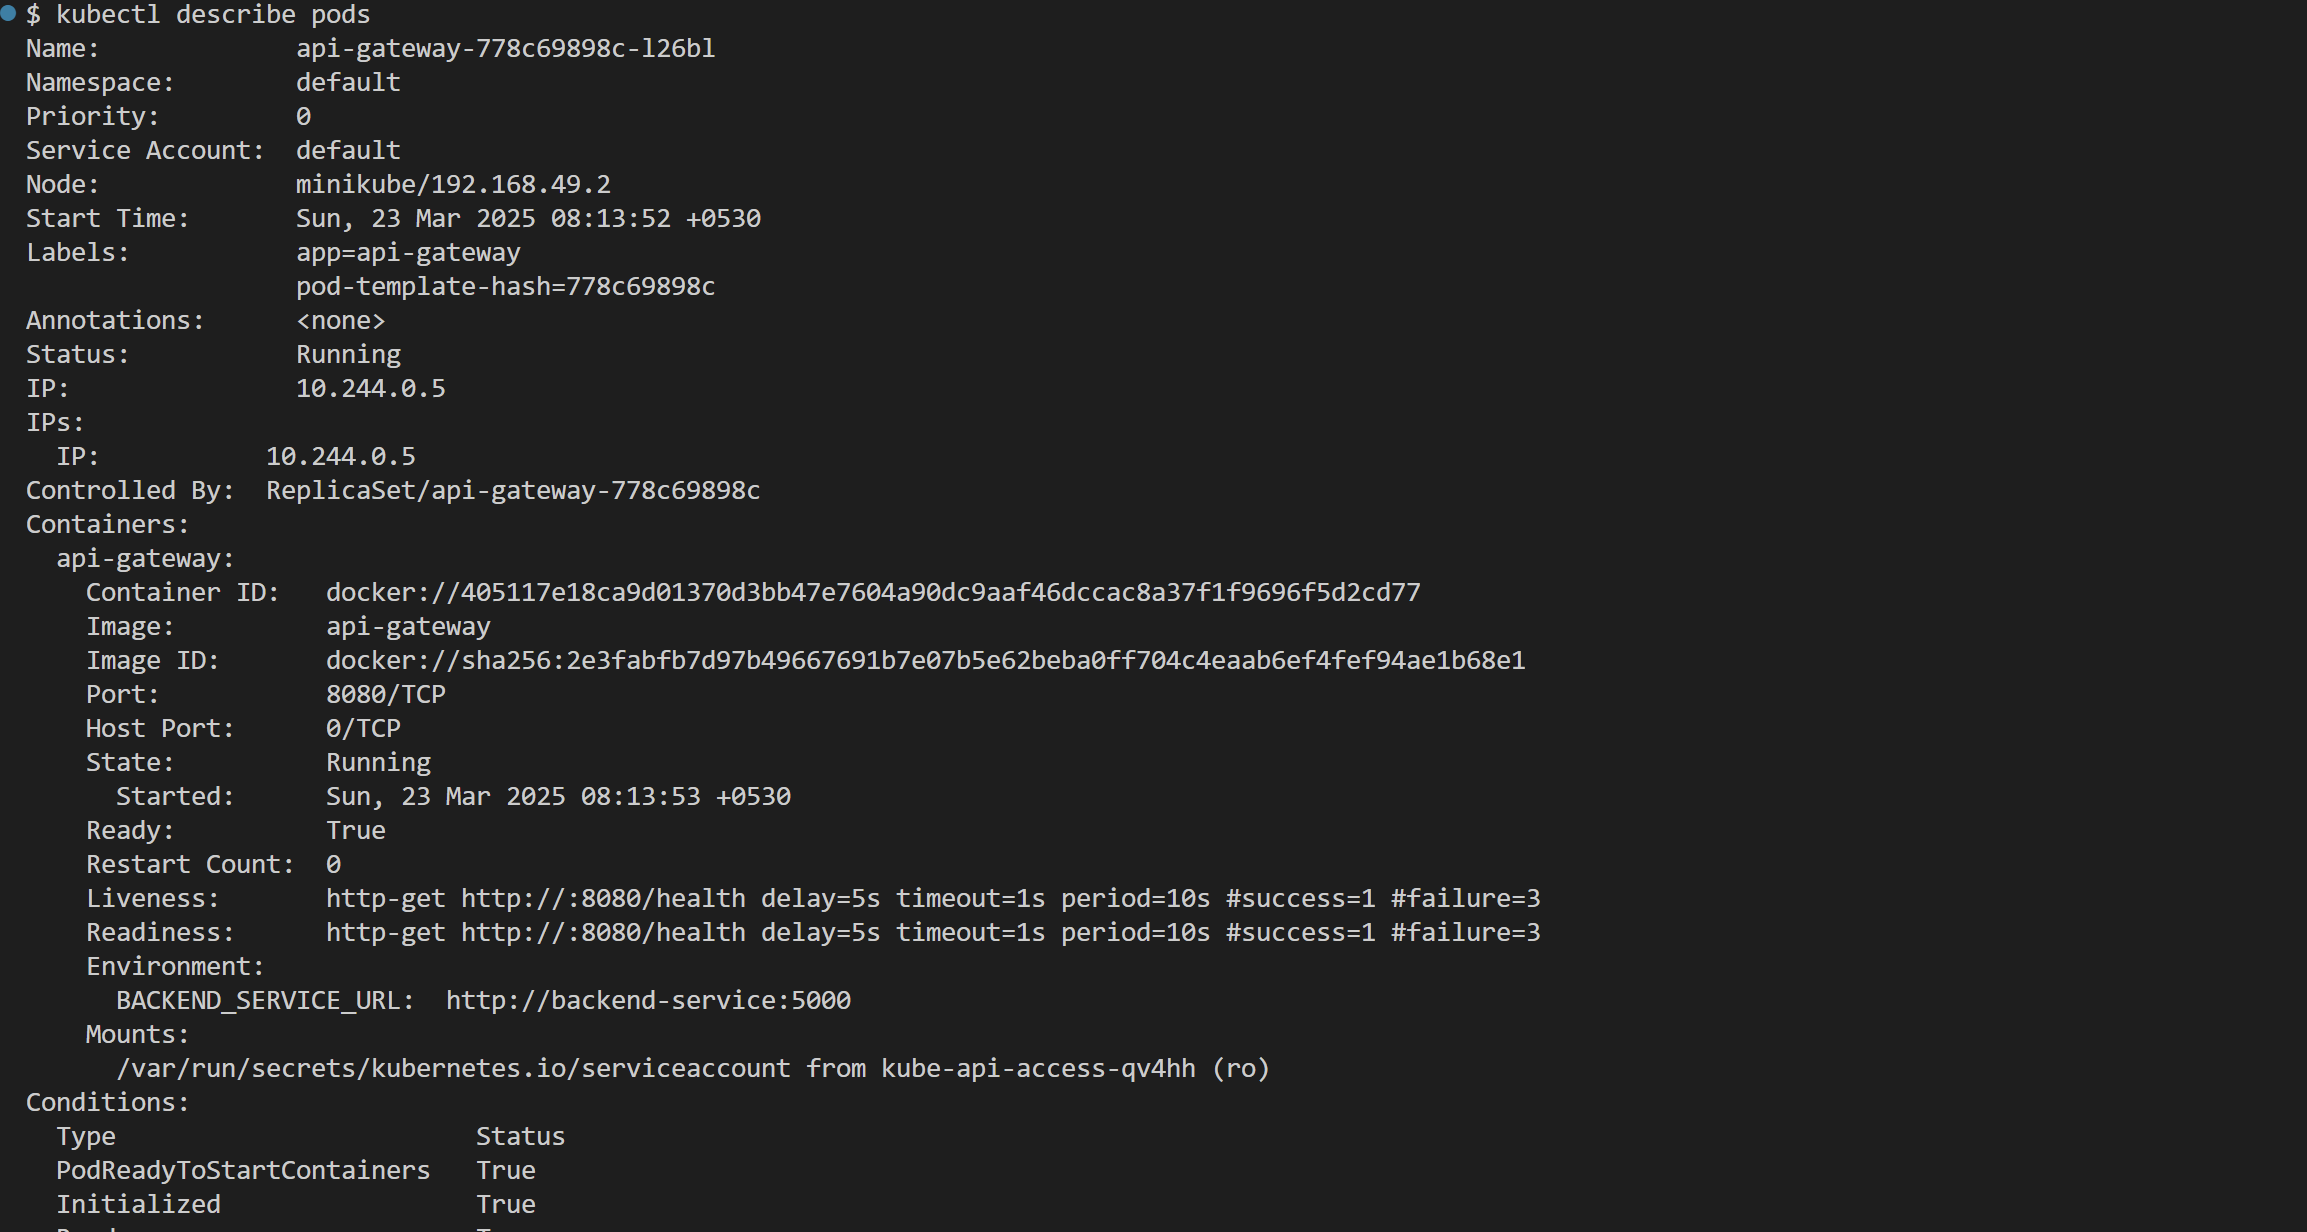 $ kubectl describe pods
Name:             api-gateway-778c69898c-l26bl
Namespace:        default
Priority:         0
Service Account:  default
Node:             minikube/192.168.49.2
Start Time:       Sun, 23 Mar 2025 08:13:52 +0530
Labels:           app=api-gateway
                  pod-template-hash=778c69898c
Annotations:      <none>
Status:           Running
IP:               10.244.0.5
IPs:
  IP:           10.244.0.5
Controlled By:  ReplicaSet/api-gateway-778c69898c
Containers:
  api-gateway:
    Container ID:   docker://405117e18ca9d01370d3bb47e7604a90dc9aaf46dccac8a37f1f9696f5d2cd77
    Image:          api-gateway
    Image ID:       docker://sha256:2e3fabfb7d97b49667691b7e07b5e62beba0ff704c4eaab6ef4fef94ae1b68e1
    Port:           8080/TCP
    Host Port:      0/TCP
    State:          Running
      Started:      Sun, 23 Mar 2025 08:13:53 +0530
    Ready:          True
    Restart Count:  0
    Liveness:       http-get http://:8080/health delay=5s timeout=1s period=10s #success=1 #failure=3
    Readiness:      http-get http://:8080/health delay=5s timeout=1s period=10s #success=1 #failure=3
    Environment:
      BACKEND_SERVICE_URL:  http://backend-service:5000
    Mounts:
      /var/run/secrets/kubernetes.io/serviceaccount from kube-api-access-qv4hh (ro)
Conditions:
  Type                        Status
  PodReadyToStartContainers   True
  Initialized                 True